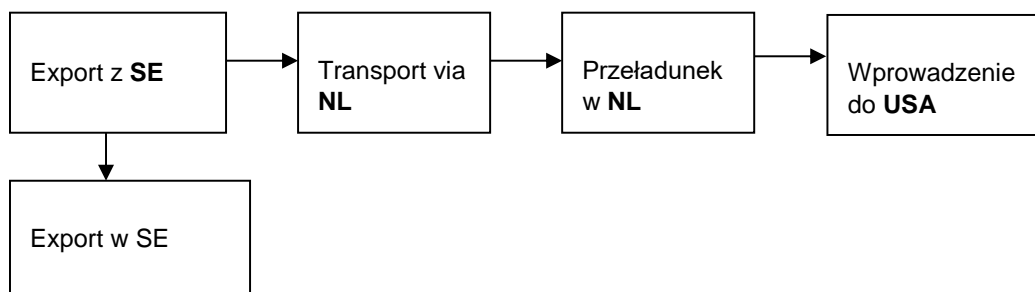 Export z SE
Transport via
NL
Przeładunek
w NL
Wprowadzenie
do USA
Export w SE